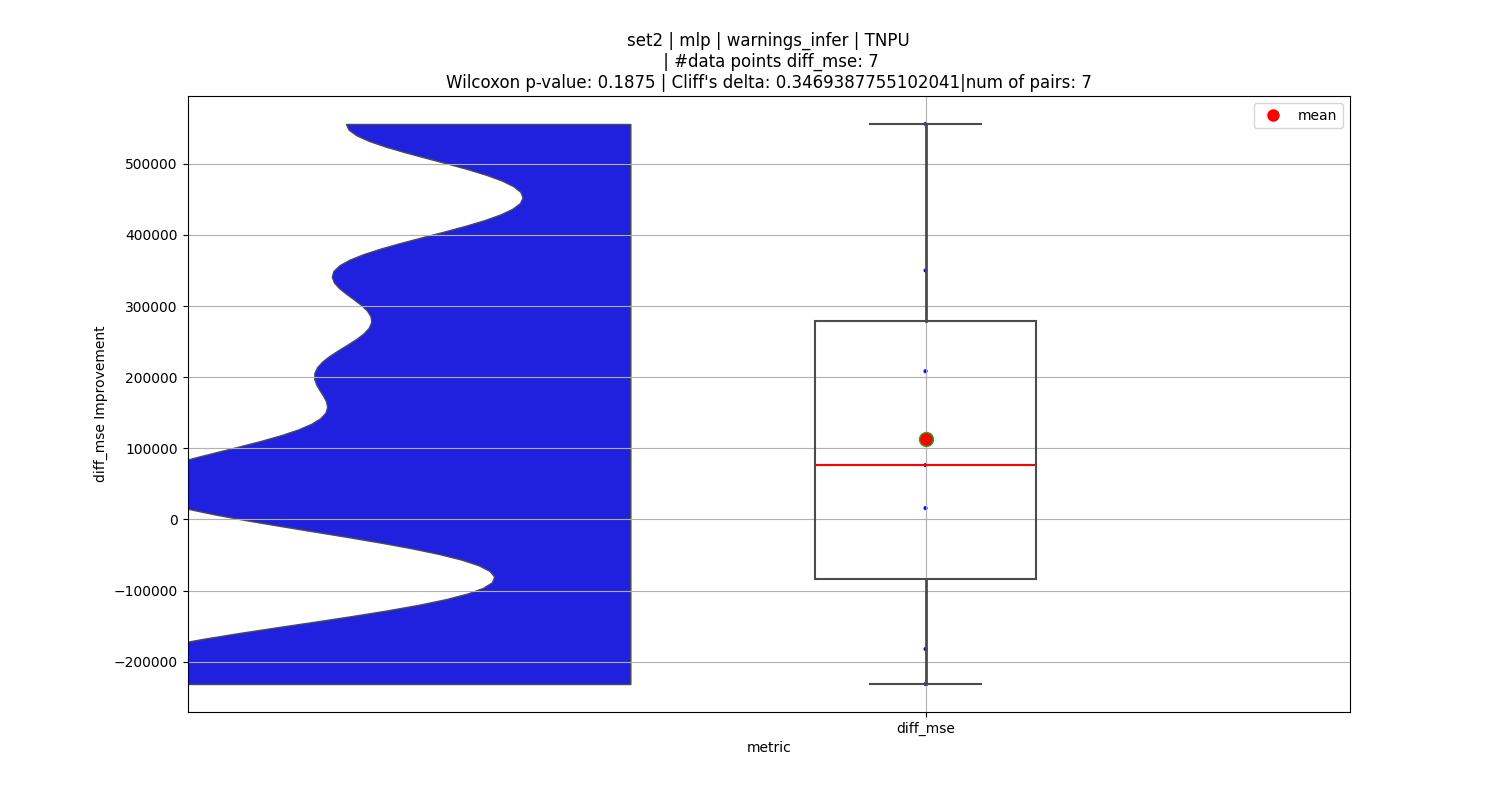 set2 | mlp | warnings_infer | TNPU
| #data points diff_mse: 7
Wilcoxon p-value: 0.1875 | Cliff's delta: 0.3469387755102041|num of pairs: 7
mean
500000
400000
300000
200000
100000
0
−100000
−200000
diff_mse Improvement
diff_mse
metric